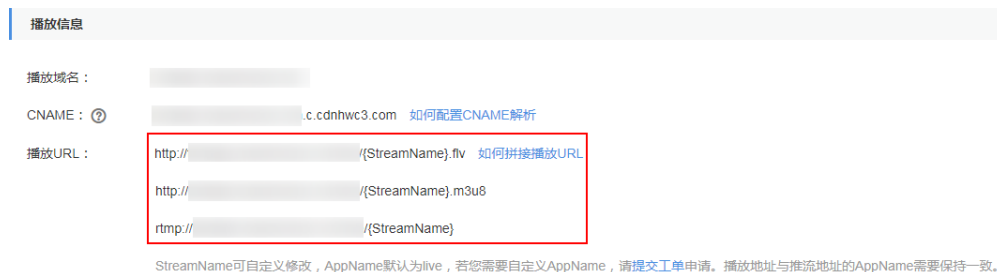 播放信息
播放域名：
CNAME： ? .c.cdnhwc3.com 如何配置CNAME解析
播放URL： http:// /{StreamName}.flv 如何拼接播放URL
http:// /{StreamName}.m3u8
rtmp:// /{StreamName}
StreamName可自定义修改，AppName默认为live，若您需要自定义AppName，请提交工单申请。播放地址与推流地址的AppName需要保持一致。